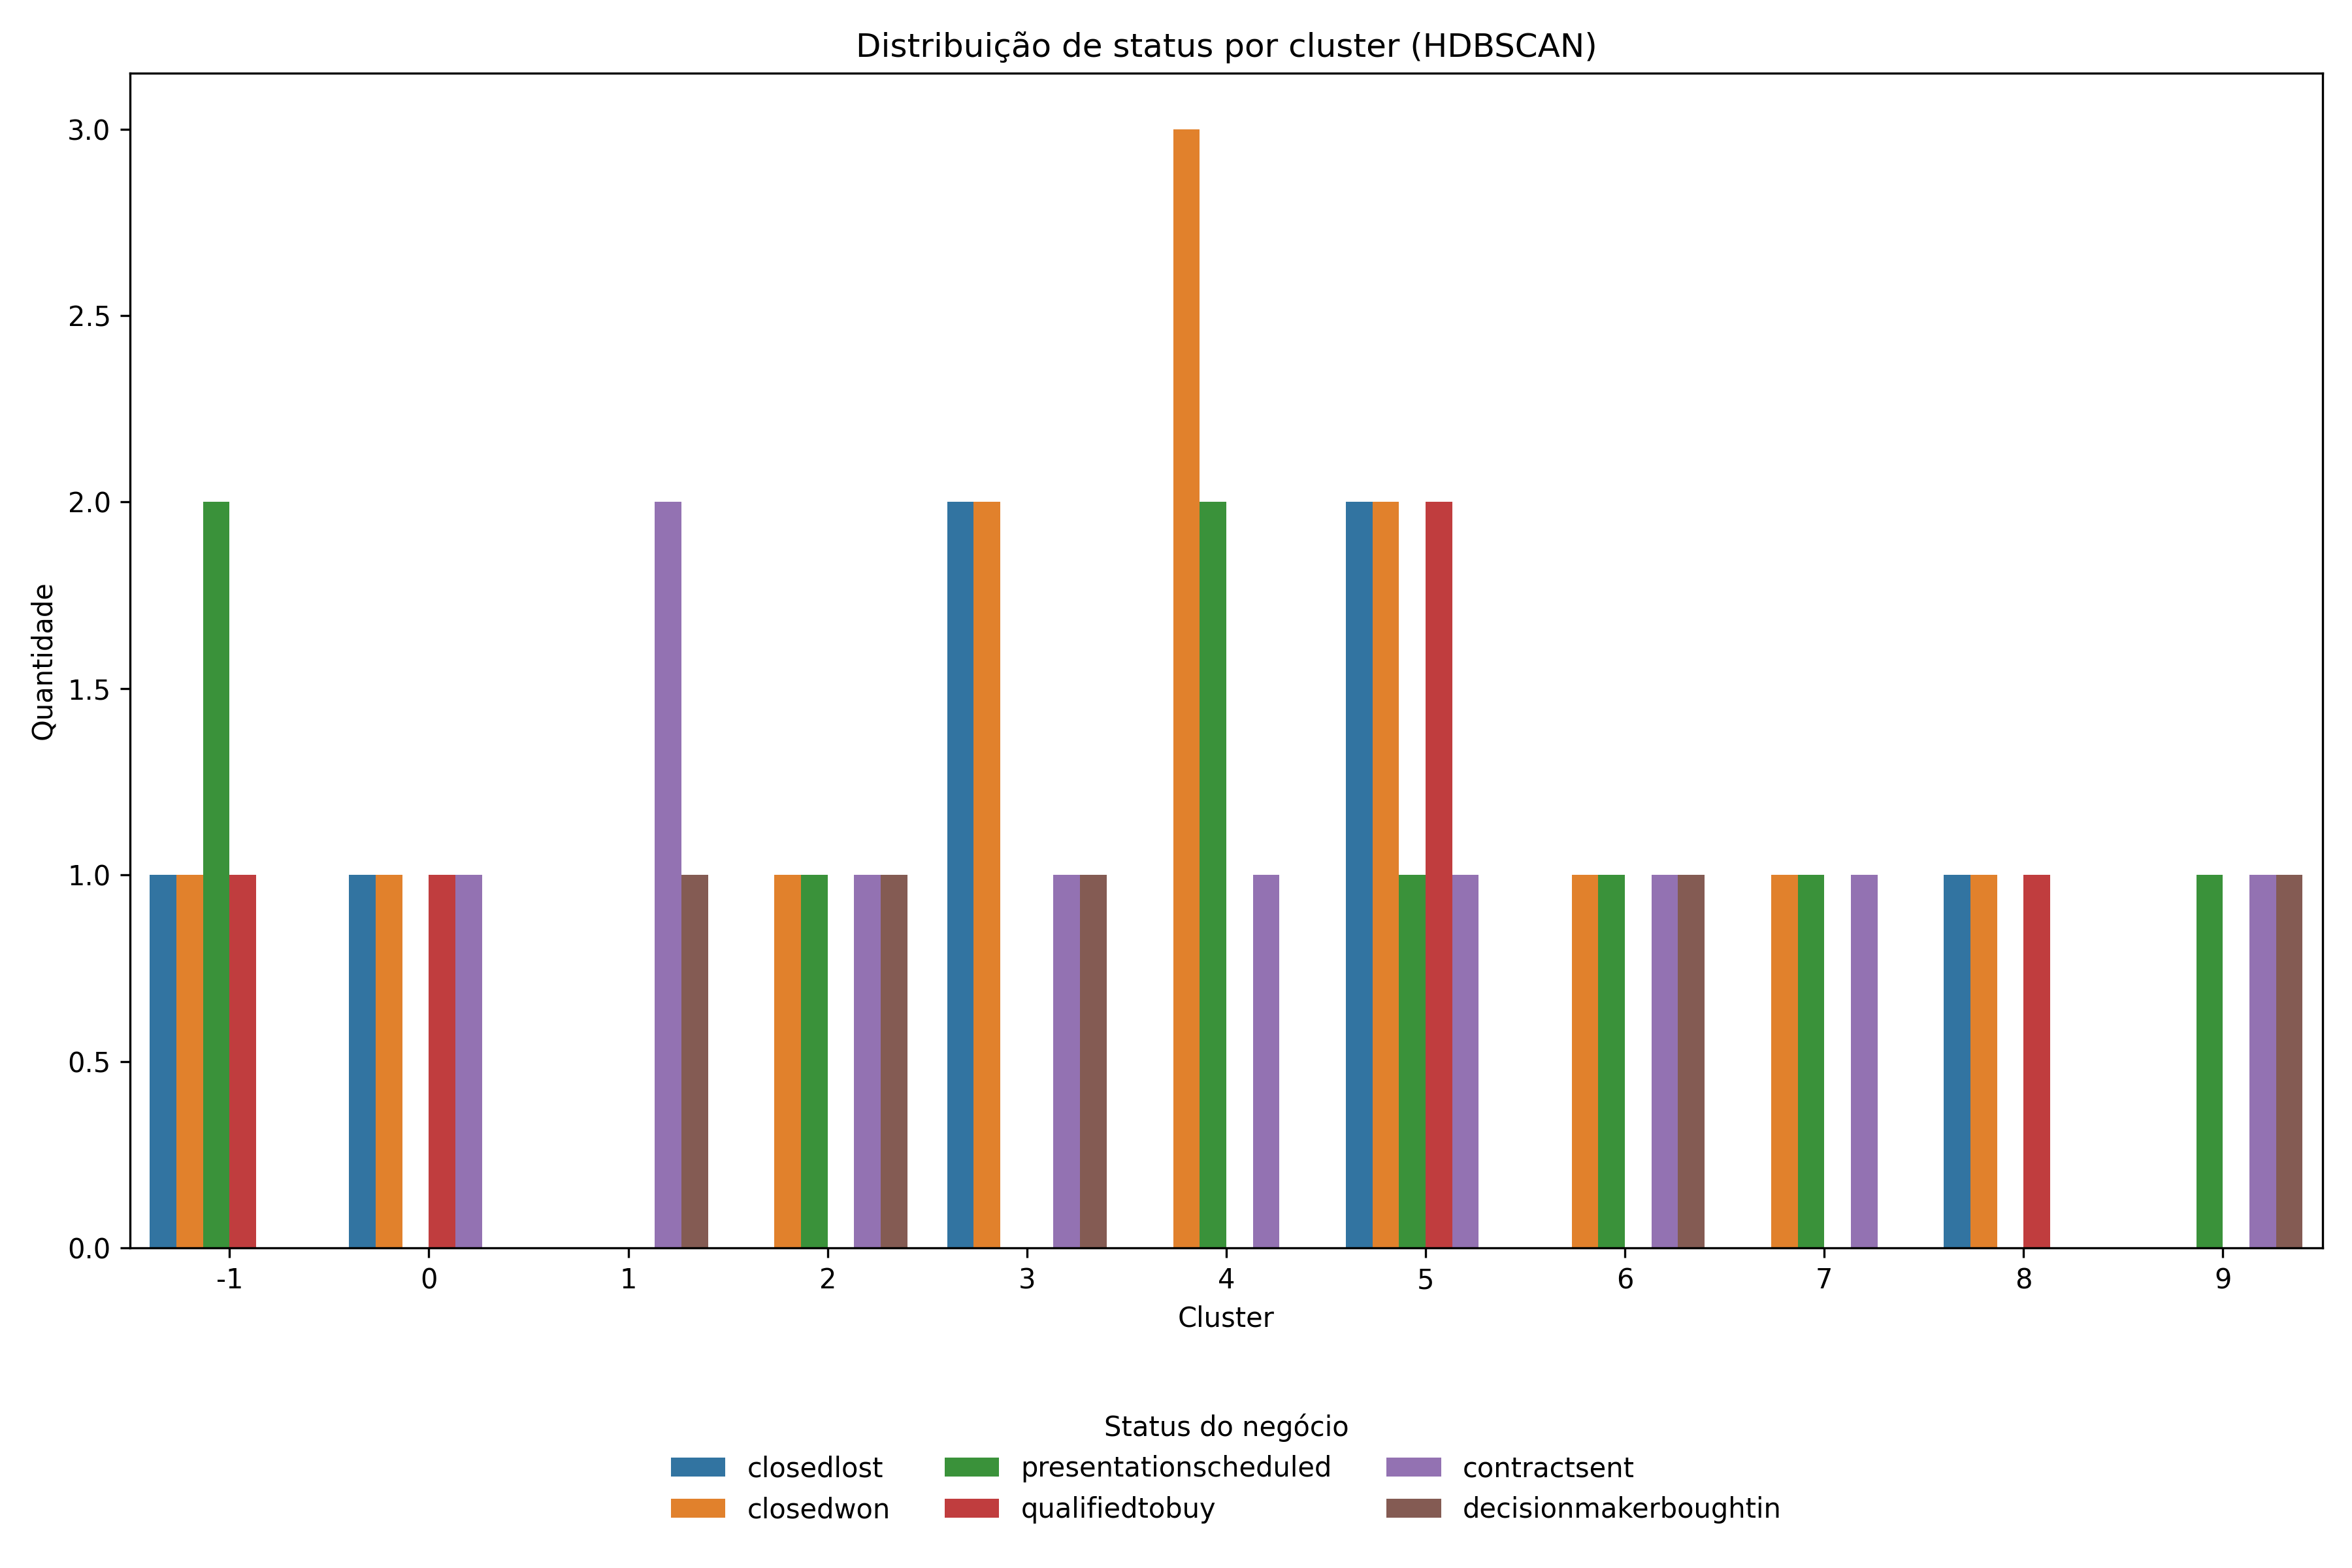 Distribuição de status por cluster (HDBSCAN)
3.0
2.5
2.0
1.5
1.0
0.5
0.0
Quantidade
-1 0 1 2 3 4 5 6 7 8 9
Cluster
Status do negócio
closedlost presentationscheduled contractsent
closedwon qualifiedtobuy decisionmakerboughtin